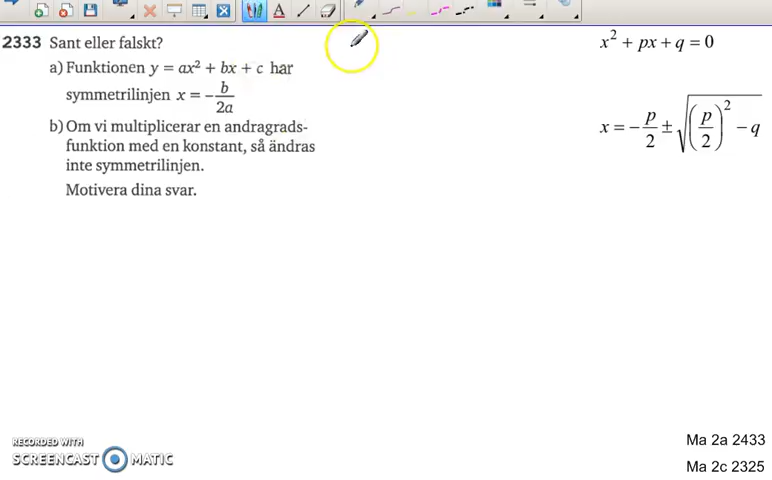 2333 Sant eller falskt?
a) Funktionen y = ax² + bx + c har
symmetrilinjen x = −b/2a
b) Om vi multiplicerar en andragrads-
funktion med en konstant, så ändras
inte symmetrilinjen.
Motivera dina svar.
x² + px + q = 0
x = −p/2 ± √((p/2)² − q)
RECORDED WITH
SCREENCAST MATIC
Ma 2a 2433
Ma 2c 2325